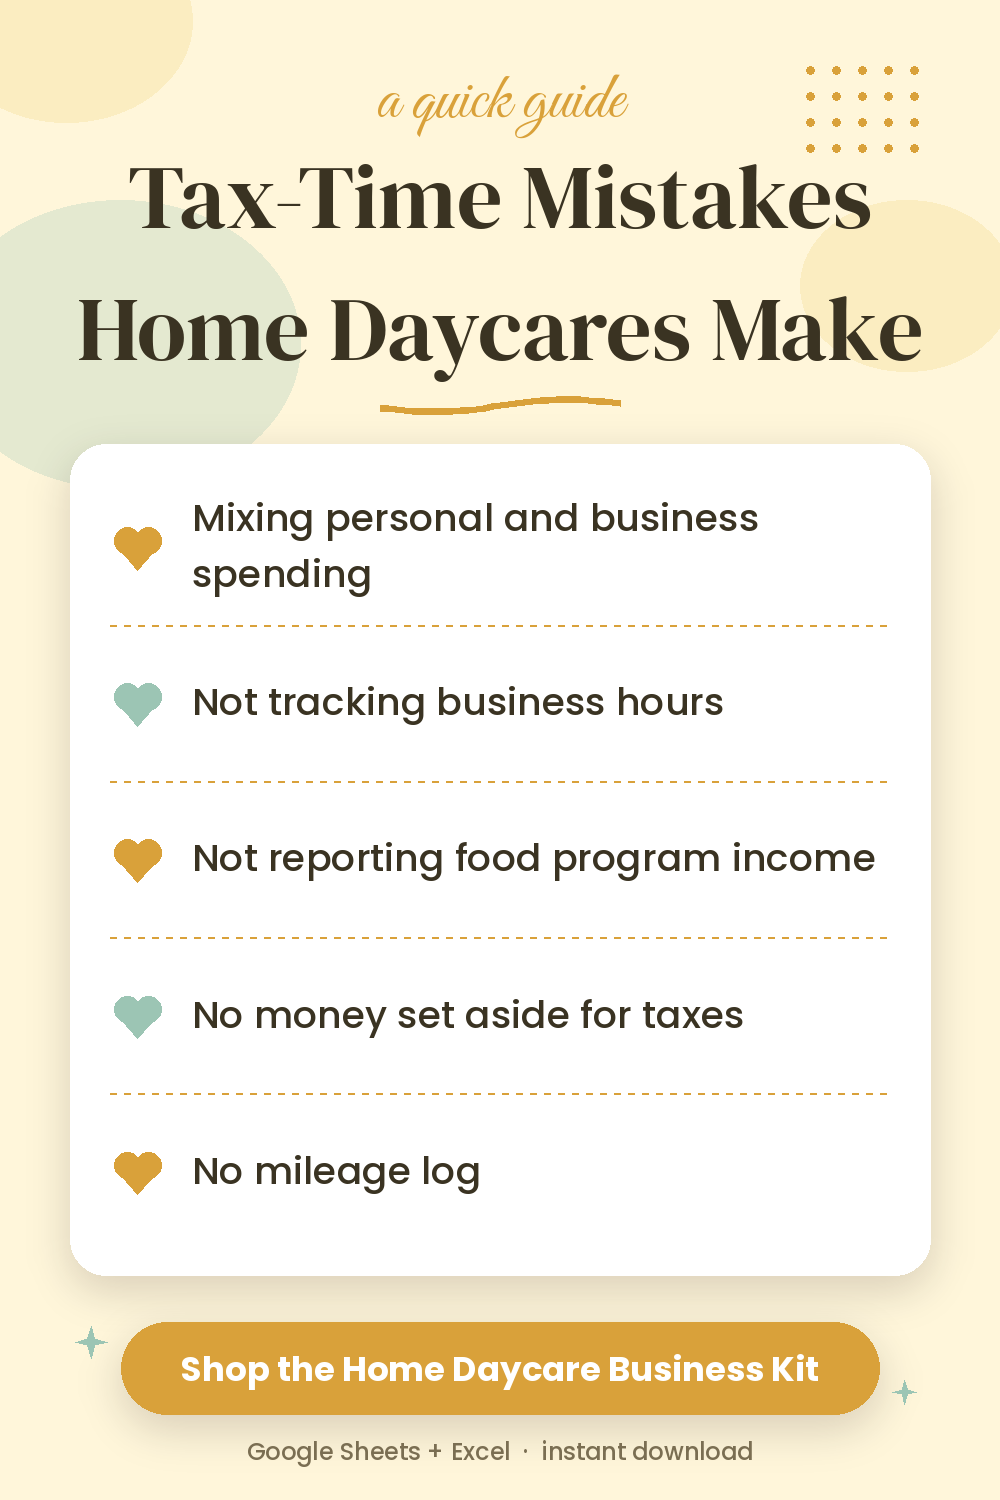 a quick guide
Tax-Time Mistakes
Home Daycares Make
Mixing personal and business
spending
Not tracking business hours
Not reporting food program income
No money set aside for taxes
No mileage log
Shop the Home Daycare Business Kit
Google Sheets + Excel · instant download